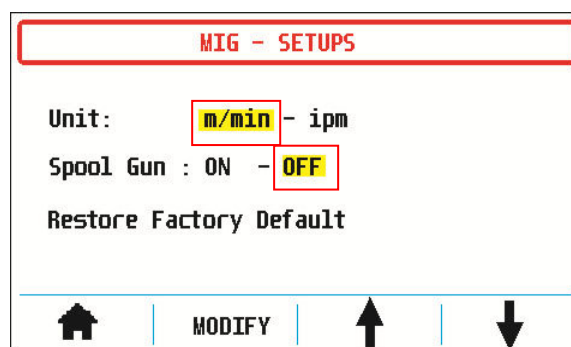 MIG - SETUPS
Unit: m/min - ipm
Spool Gun : ON - OFF
Restore Factory Default
MODIFY